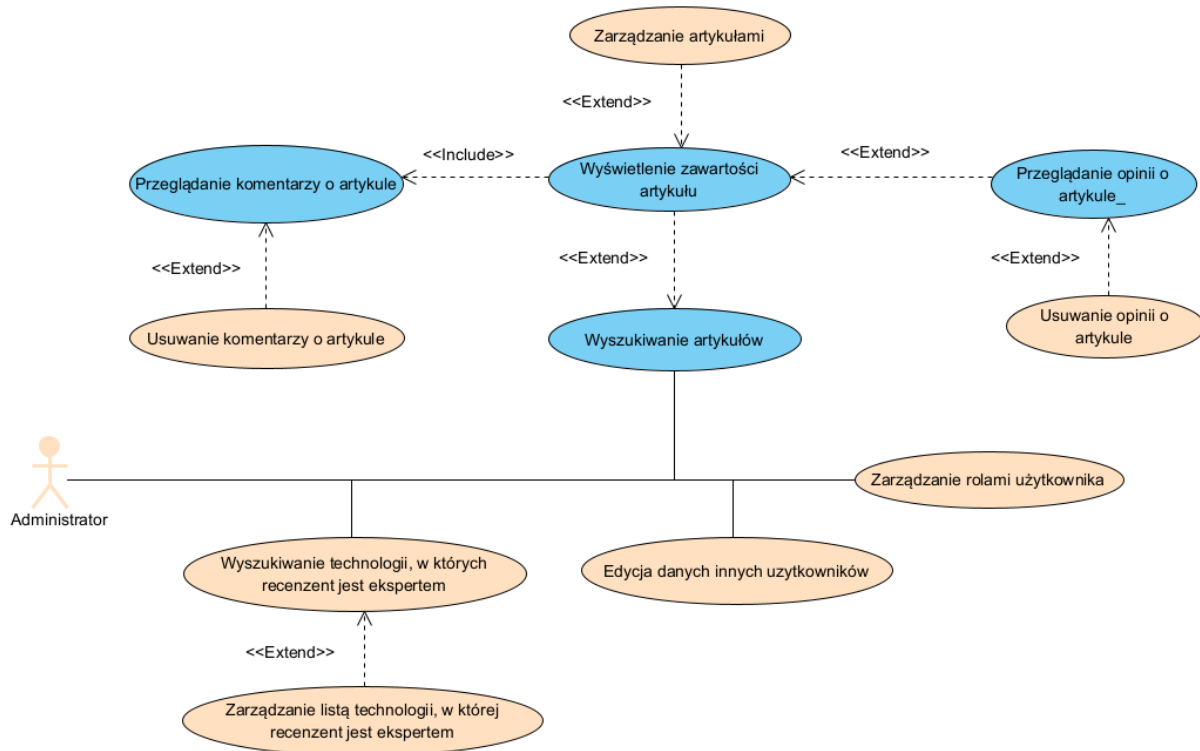 Zarządzanie artykułami
<<Extend>>
<<Include>>
<<Extend>>
Przeglądanie komentarzy o artykule
Wyświetlenie zawartości
artykułu
Przeglądanie opinii o
artykule_
<<Extend>>
<<Extend>>
<<Extend>>
Usuwanie komentarzy o artykule
Wyszukiwanie artykułów
Usuwanie opinii o
artykule
Zarządzanie rolami użytkownika
Administrator
Wyszukiwanie technologii, w których
recenzent jest ekspertem
Edycja danych innych uzytkowników
<<Extend>>
Zarządzanie listą technologii, w której
recenzent jest ekspertem